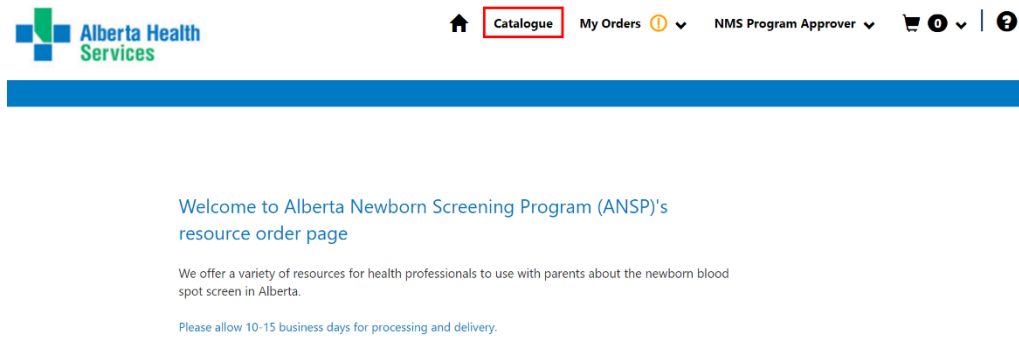 Alberta Health
Services
Catalogue My Orders NMS Program Approver 0
Welcome to Alberta Newborn Screening Program (ANSP)'s
resource order page
We offer a variety of resources for health professionals to use with parents about the newborn blood
spot screen in Alberta.
Please allow 10-15 business days for processing and delivery.